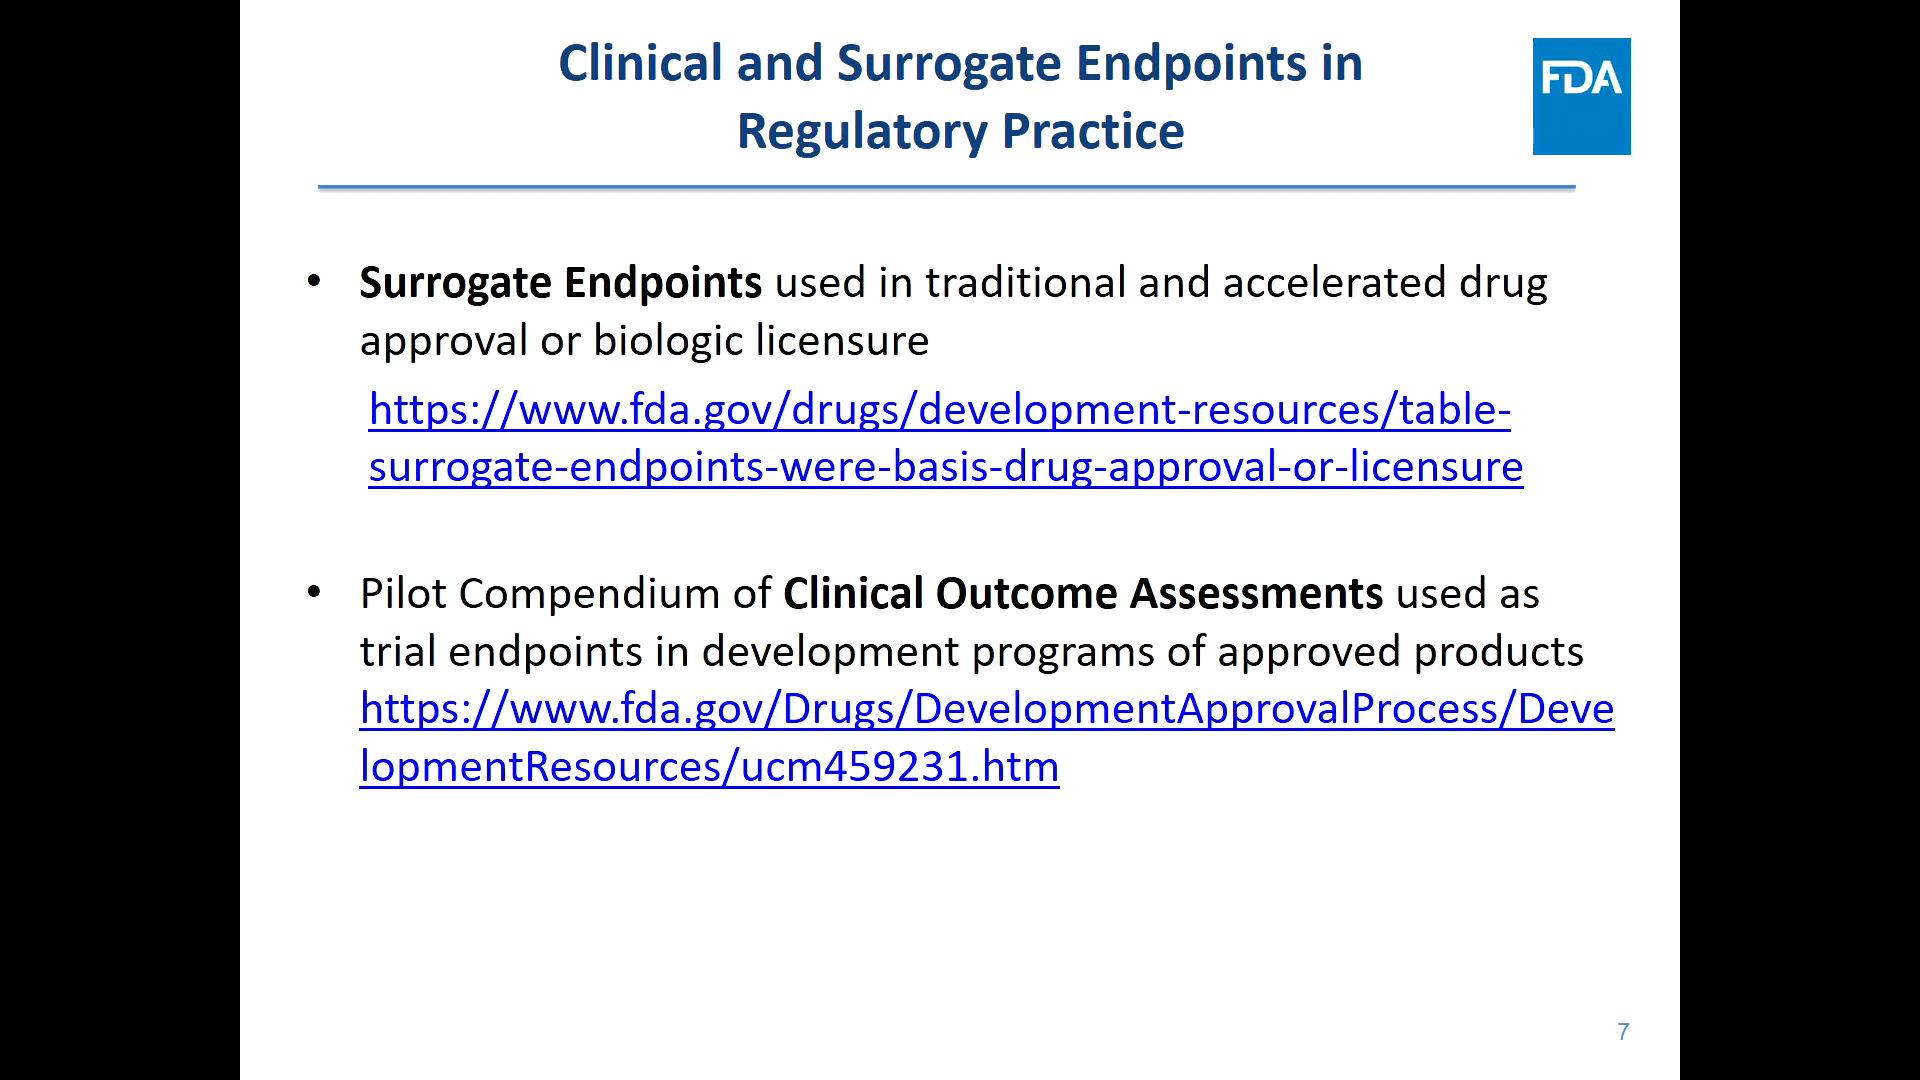 Clinical and Surrogate Endpoints in
Regulatory Practice
FDA
• Surrogate Endpoints used in traditional and accelerated drug
approval or biologic licensure
https://www.fda.gov/drugs/development-resources/table-
surrogate-endpoints-were-basis-drug-approval-or-licensure
• Pilot Compendium of Clinical Outcome Assessments used as
trial endpoints in development programs of approved products
https://www.fda.gov/Drugs/DevelopmentApprovalProcess/Deve
lopmentResources/ucm459231.htm
7